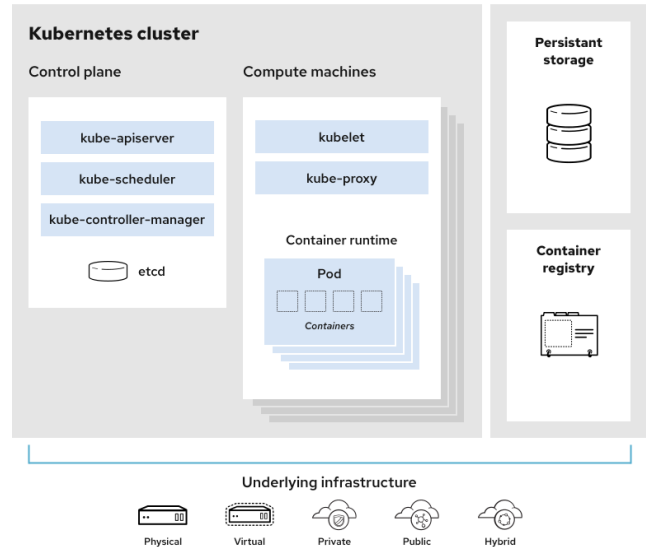 Kubernetes cluster
Control plane
kube-apiserver
kube-scheduler
kube-controller-manager
etcd
Compute machines
kubelet
kube-proxy
Container runtime
Pod
Containers
Persistant
storage
Container
registry
Underlying infrastructure
Physical
Virtual
Private
Public
Hybrid